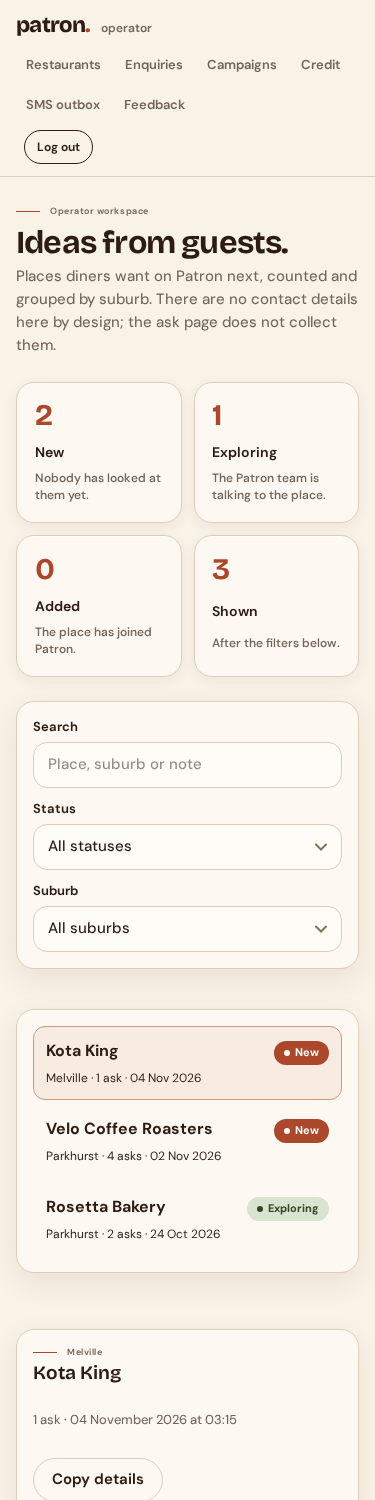 patron. operator
Restaurants Enquiries Campaigns Credit
SMS outbox Feedback
Log out
Operator workspace
Ideas from guests.
Places diners want on Patron next, counted and
grouped by suburb. There are no contact details
here by design; the ask page does not collect
them.
2
New
Nobody has looked at
them yet.
1
Exploring
The Patron team is
talking to the place.
0
Added
The place has joined
Patron.
3
Shown
After the filters below.
Search
Place, suburb or note
Status
All statuses
Suburb
All suburbs
Kota King
New
Melville · 1 ask · 04 Nov 2026
Velo Coffee Roasters
New
Parkhurst · 4 asks · 02 Nov 2026
Rosetta Bakery
Exploring
Parkhurst · 2 asks · 24 Oct 2026
Melville
Kota King
1 ask · 04 November 2026 at 03:15
Copy details